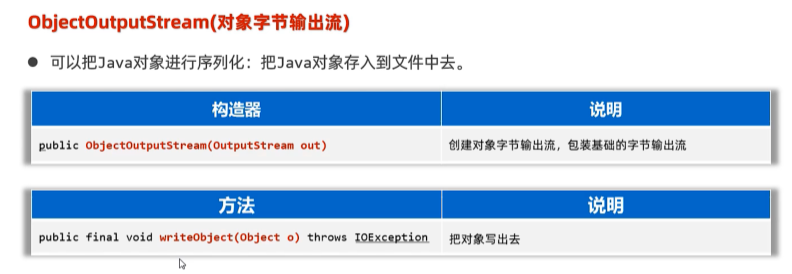 ObjectOutputStream(对象字节输出流)
● 可以把Java对象进行序列化：把Java对象存入到文件中去。
构造器 说明
public ObjectOutputStream(OutputStream out) 创建对象字节输出流，包装基础的字节输出流
方法 说明
public final void writeObject(Object o) throws IOException 把对象写出去